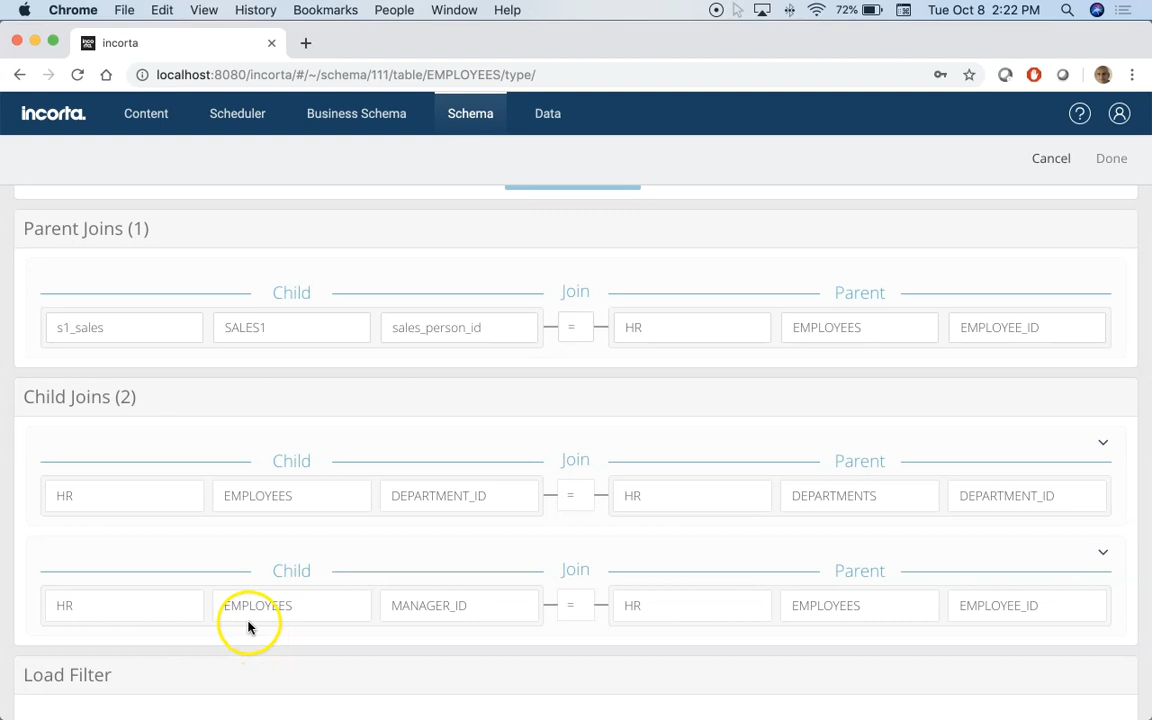 Chrome File Edit View History Bookmarks People Window Help 72% Tue Oct 8 2:22 PM
inc orta. incorta
localhost:8080/incorta/#/~/schema/111/table/EMPLOYEES/type/
incorta. Content Scheduler Business Schema Schema Data ?
Cancel Done
Parent Joins (1)
Child Join Parent
s1_sales SALES1 sales_person_id = HR EMPLOYEES EMPLOYEE_ID
Child Joins (2)
Child Join Parent
HR EMPLOYEES DEPARTMENT_ID = HR DEPARTMENTS DEPARTMENT_ID
Child Join Parent
HR EMPLOYEES MANAGER_ID = HR EMPLOYEES EMPLOYEE_ID
Load Filter